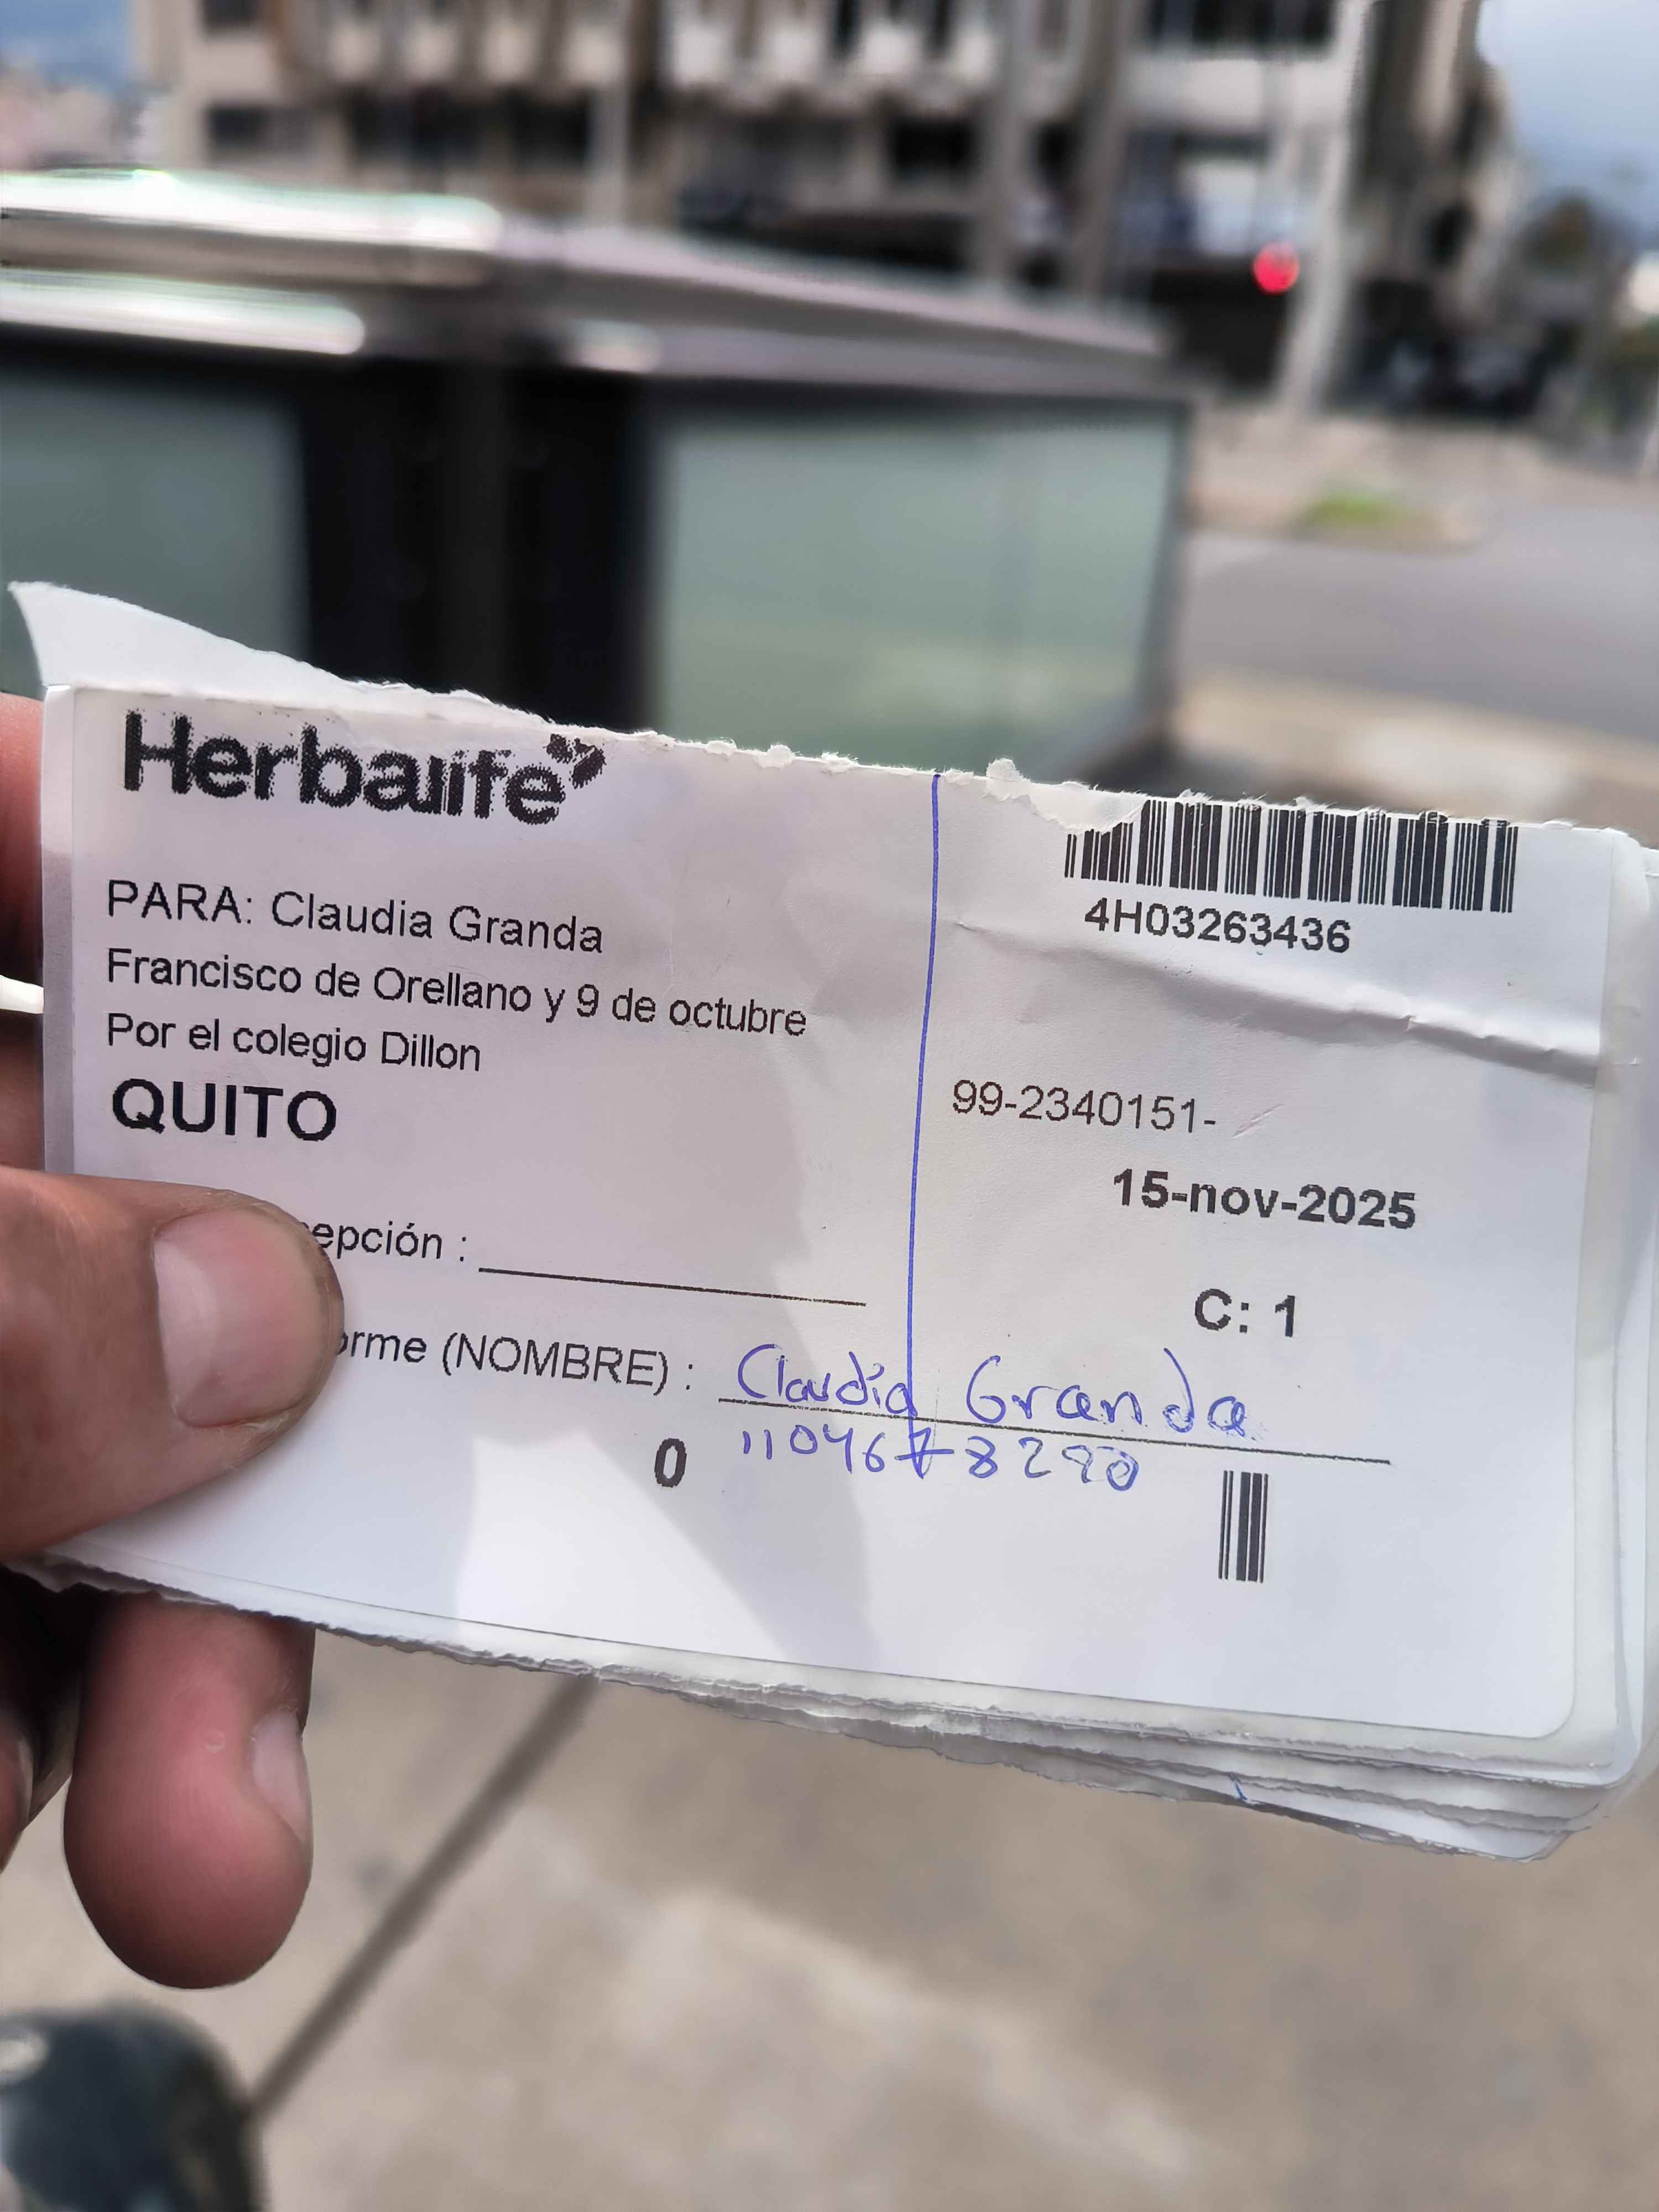 Herbalife
PARA: Claudia Granda
Francisco de Orellano y 9 de octubre
Por el colegio Dillon
QUITO
4H03263436
99-2340151-
15-nov-2025
C: 1
epción :
orme (NOMBRE) : Claudia Granda
0